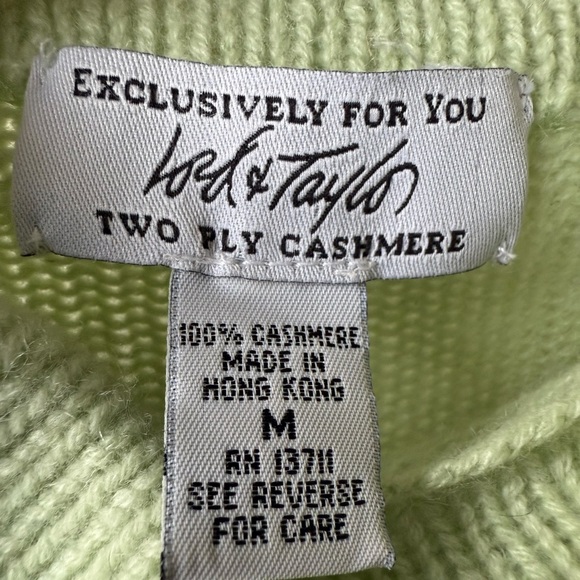 EXCLUSIVELY FOR YOU
Lord & Taylor
TWO PLY CASHMERE
100% CASHMERE
MADE IN
HONG KONG
M
RN 13711
SEE REVERSE
FOR CARE